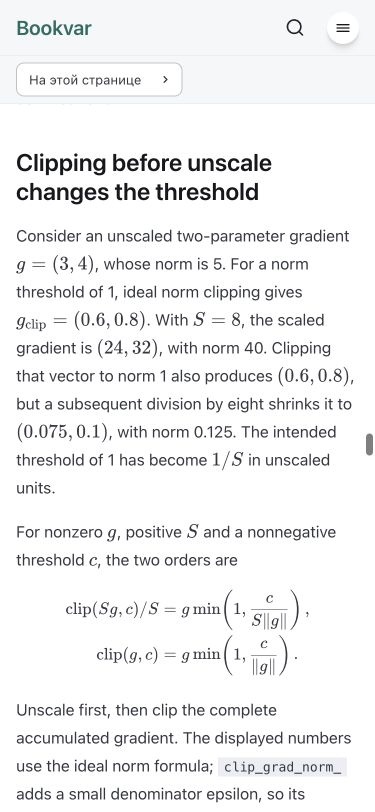 Bookvar
На этой странице
Clipping before unscale
changes the threshold
Consider an unscaled two-parameter gradient
g = (3, 4), whose norm is 5. For a norm
threshold of 1, ideal norm clipping gives
g_clip = (0.6, 0.8). With S = 8, the scaled
gradient is (24, 32), with norm 40. Clipping
that vector to norm 1 also produces (0.6, 0.8),
but a subsequent division by eight shrinks it to
(0.075, 0.1), with norm 0.125. The intended
threshold of 1 has become 1/S in unscaled
units.
For nonzero g, positive S and a nonnegative
threshold c, the two orders are
clip(Sg, c)/S = g min(1, c / S‖g‖),
clip(g, c) = g min(1, c / ‖g‖).
Unscale first, then clip the complete
accumulated gradient. The displayed numbers
use the ideal norm formula; clip_grad_norm_
adds a small denominator epsilon, so its